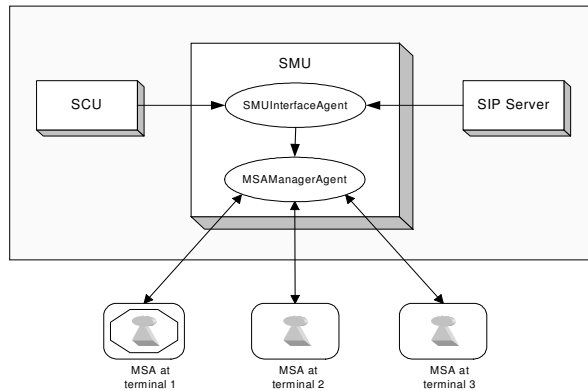 SMU
SCU
SMUInterfaceAgent
SIP Server
MSAManagerAgent
MSA at
terminal 1
MSA at
terminal 2
MSA at
terminal 3